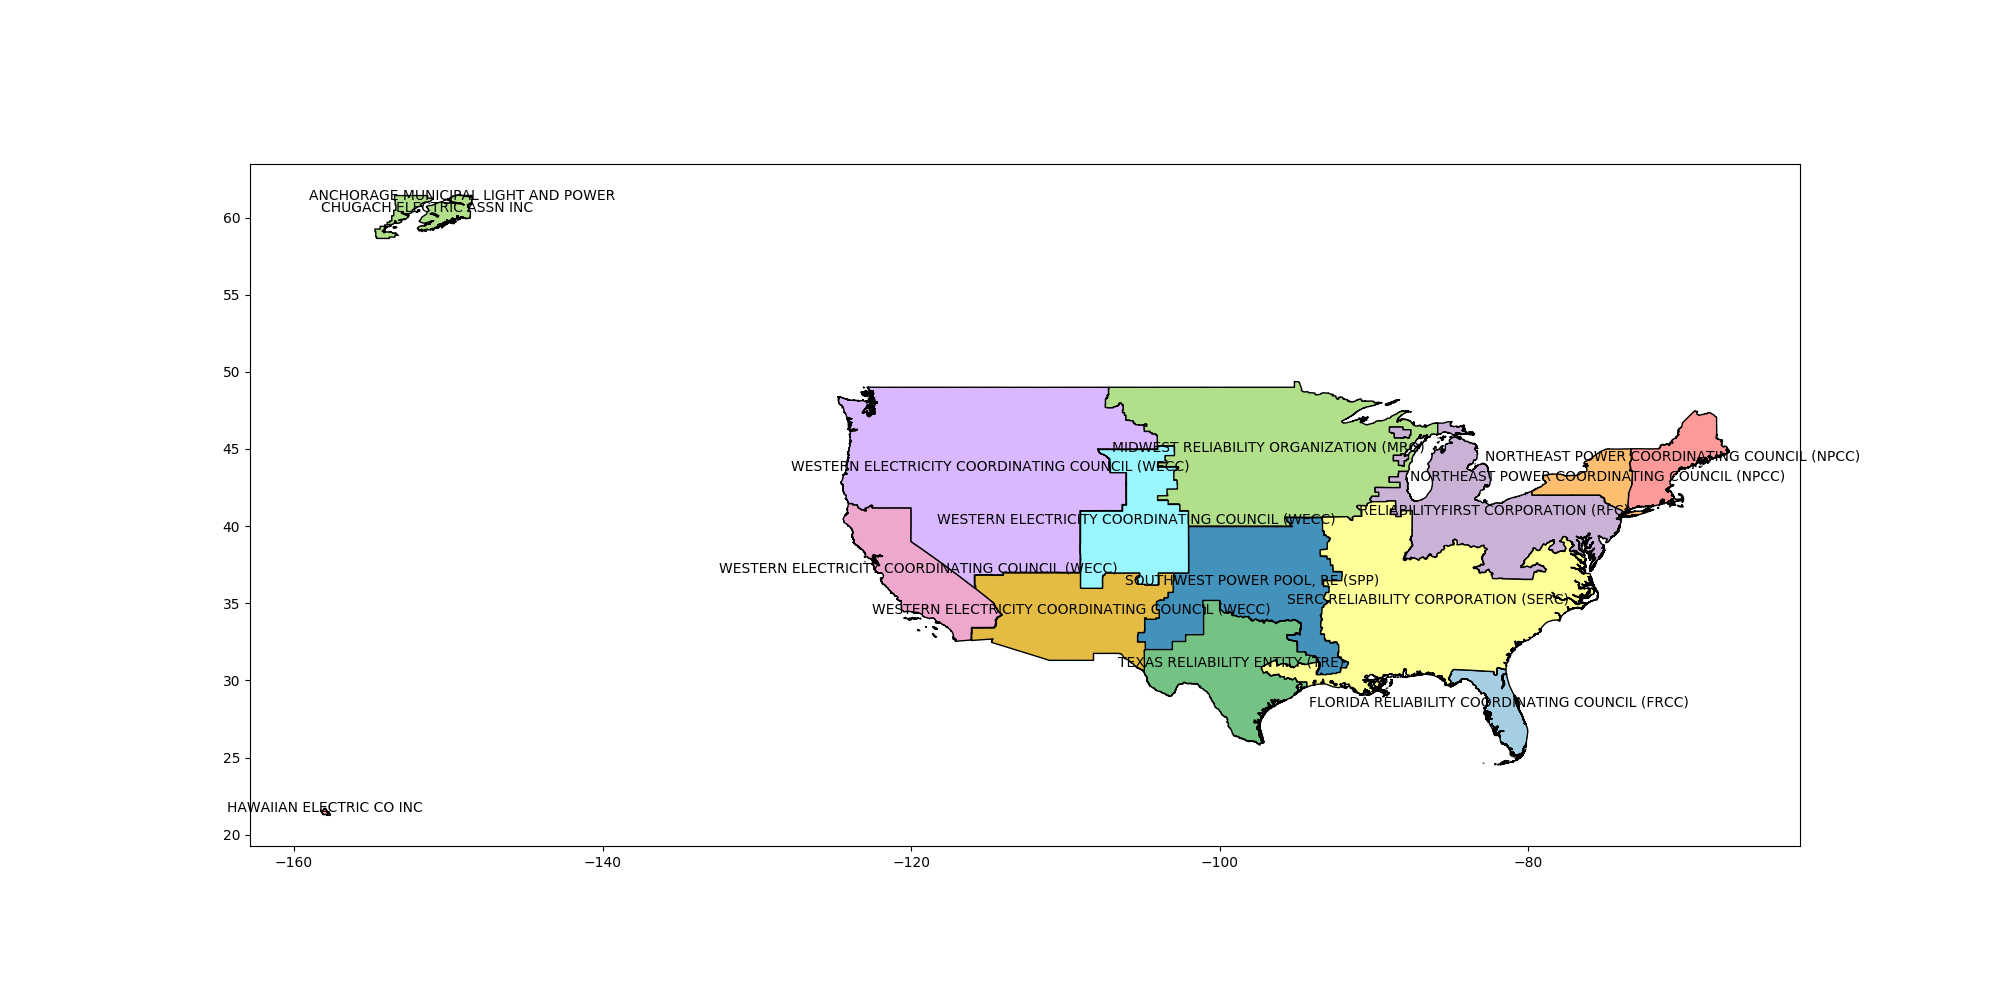 ANCHORAGE MUNICIPAL LIGHT AND POWER
CHUGACH ELECTRIC ASSN INC
60
55
50
45
MIDWEST RELIABILITY ORGANIZATION (MRO)
NORTHEAST POWER COORDINATING COUNCIL (NPCC)
WESTERN ELECTRICITY COORDINATING COUNCIL (WECC)
NORTHEAST POWER COORDINATING COUNCIL (NPCC)
RELIABILITYFIRST CORPORATION (RFC)
WESTERN ELECTRICITY COORDINATING COUNCIL (WECC)
40
WESTERN ELECTRICITY COORDINATING COUNCIL (WECC)
SOUTHWEST POWER POOL, RE (SPP)
SERC RELIABILITY CORPORATION (SERC)
35
WESTERN ELECTRICITY COORDINATING COUNCIL (WECC)
TEXAS RELIABILITY ENTITY (TRE)
30
FLORIDA RELIABILITY COORDINATING COUNCIL (FRCC)
25
HAWAIIAN ELECTRIC CO INC
20
−160 −140 −120 −100 −80